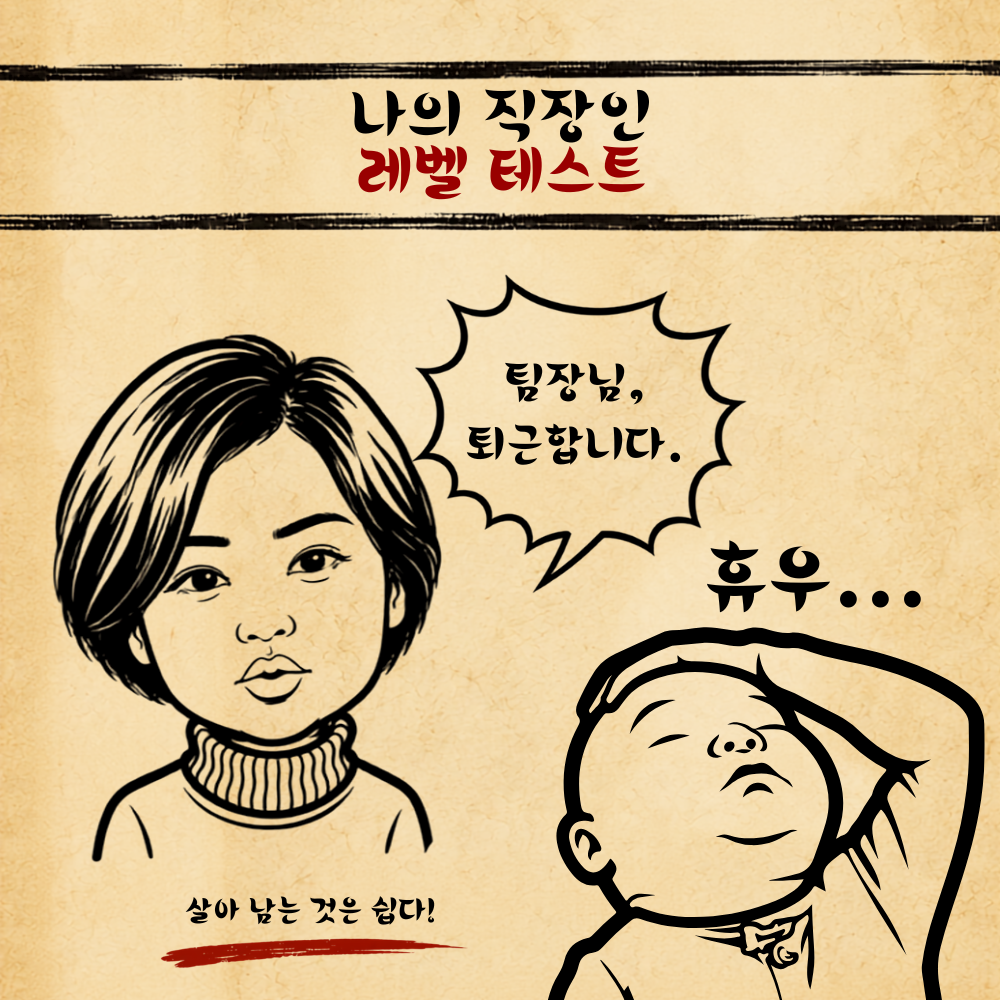 나의 직장인
레벨 테스트
팀장님,
퇴근합니다.
휴우...
살아 남는 것은 쉽다!